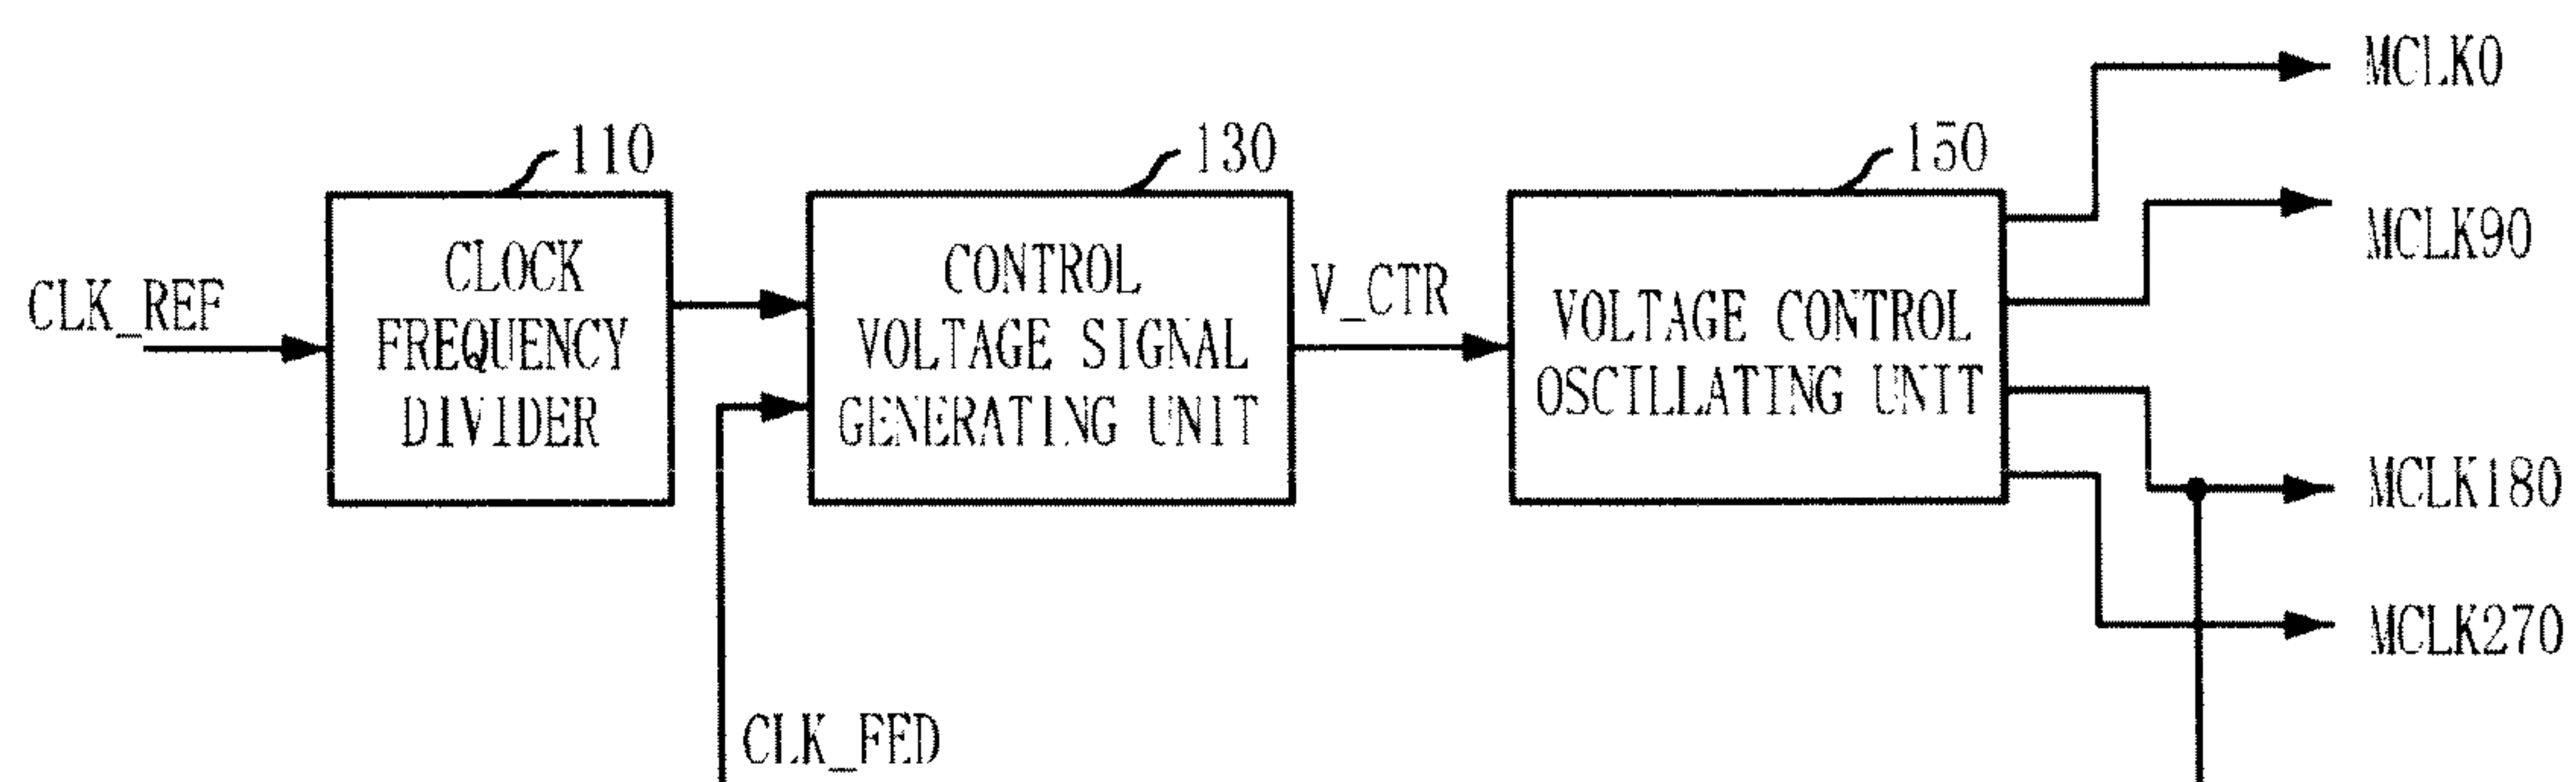 MCLK0
110
130
150
MCLK90
CLK_REF
CLOCK
FREQUENCY
DIVIDER
CONTROL
VOLTAGE SIGNAL
GENERATING UNIT
V_CTR
VOLTAGE CONTROL
OSCILLATING UNIT
MCLK180
MCLK270
CLK_FED